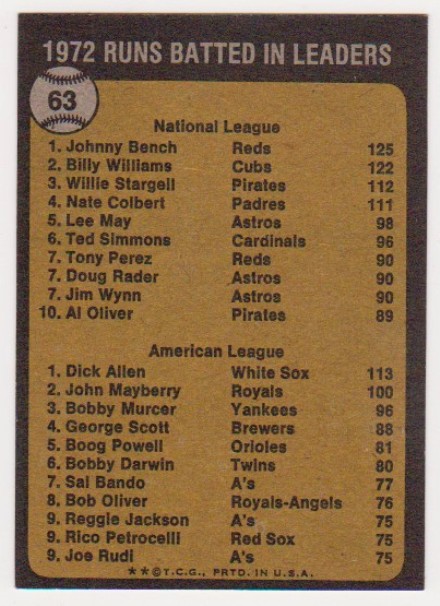 1972 RUNS BATTED IN LEADERS
63
National League
1. Johnny Bench Reds 125
2. Billy Williams Cubs 122
3. Willie Stargell Pirates 112
4. Nate Colbert Padres 111
5. Lee May Astros 98
6. Ted Simmons Cardinals 96
7. Tony Perez Reds 90
7. Doug Rader Astros 90
7. Jim Wynn Astros 90
10. Al Oliver Pirates 89
American League
1. Dick Allen White Sox 113
2. John Mayberry Royals 100
3. Bobby Murcer Yankees 96
4. George Scott Brewers 88
5. Boog Powell Orioles 81
6. Bobby Darwin Twins 80
7. Sal Bando A's 77
8. Bob Oliver Royals-Angels 76
9. Reggie Jackson A's 75
9. Rico Petrocelli Red Sox 75
9. Joe Rudi A's 75
**©T.C.G., PRTD. IN U.S.A.